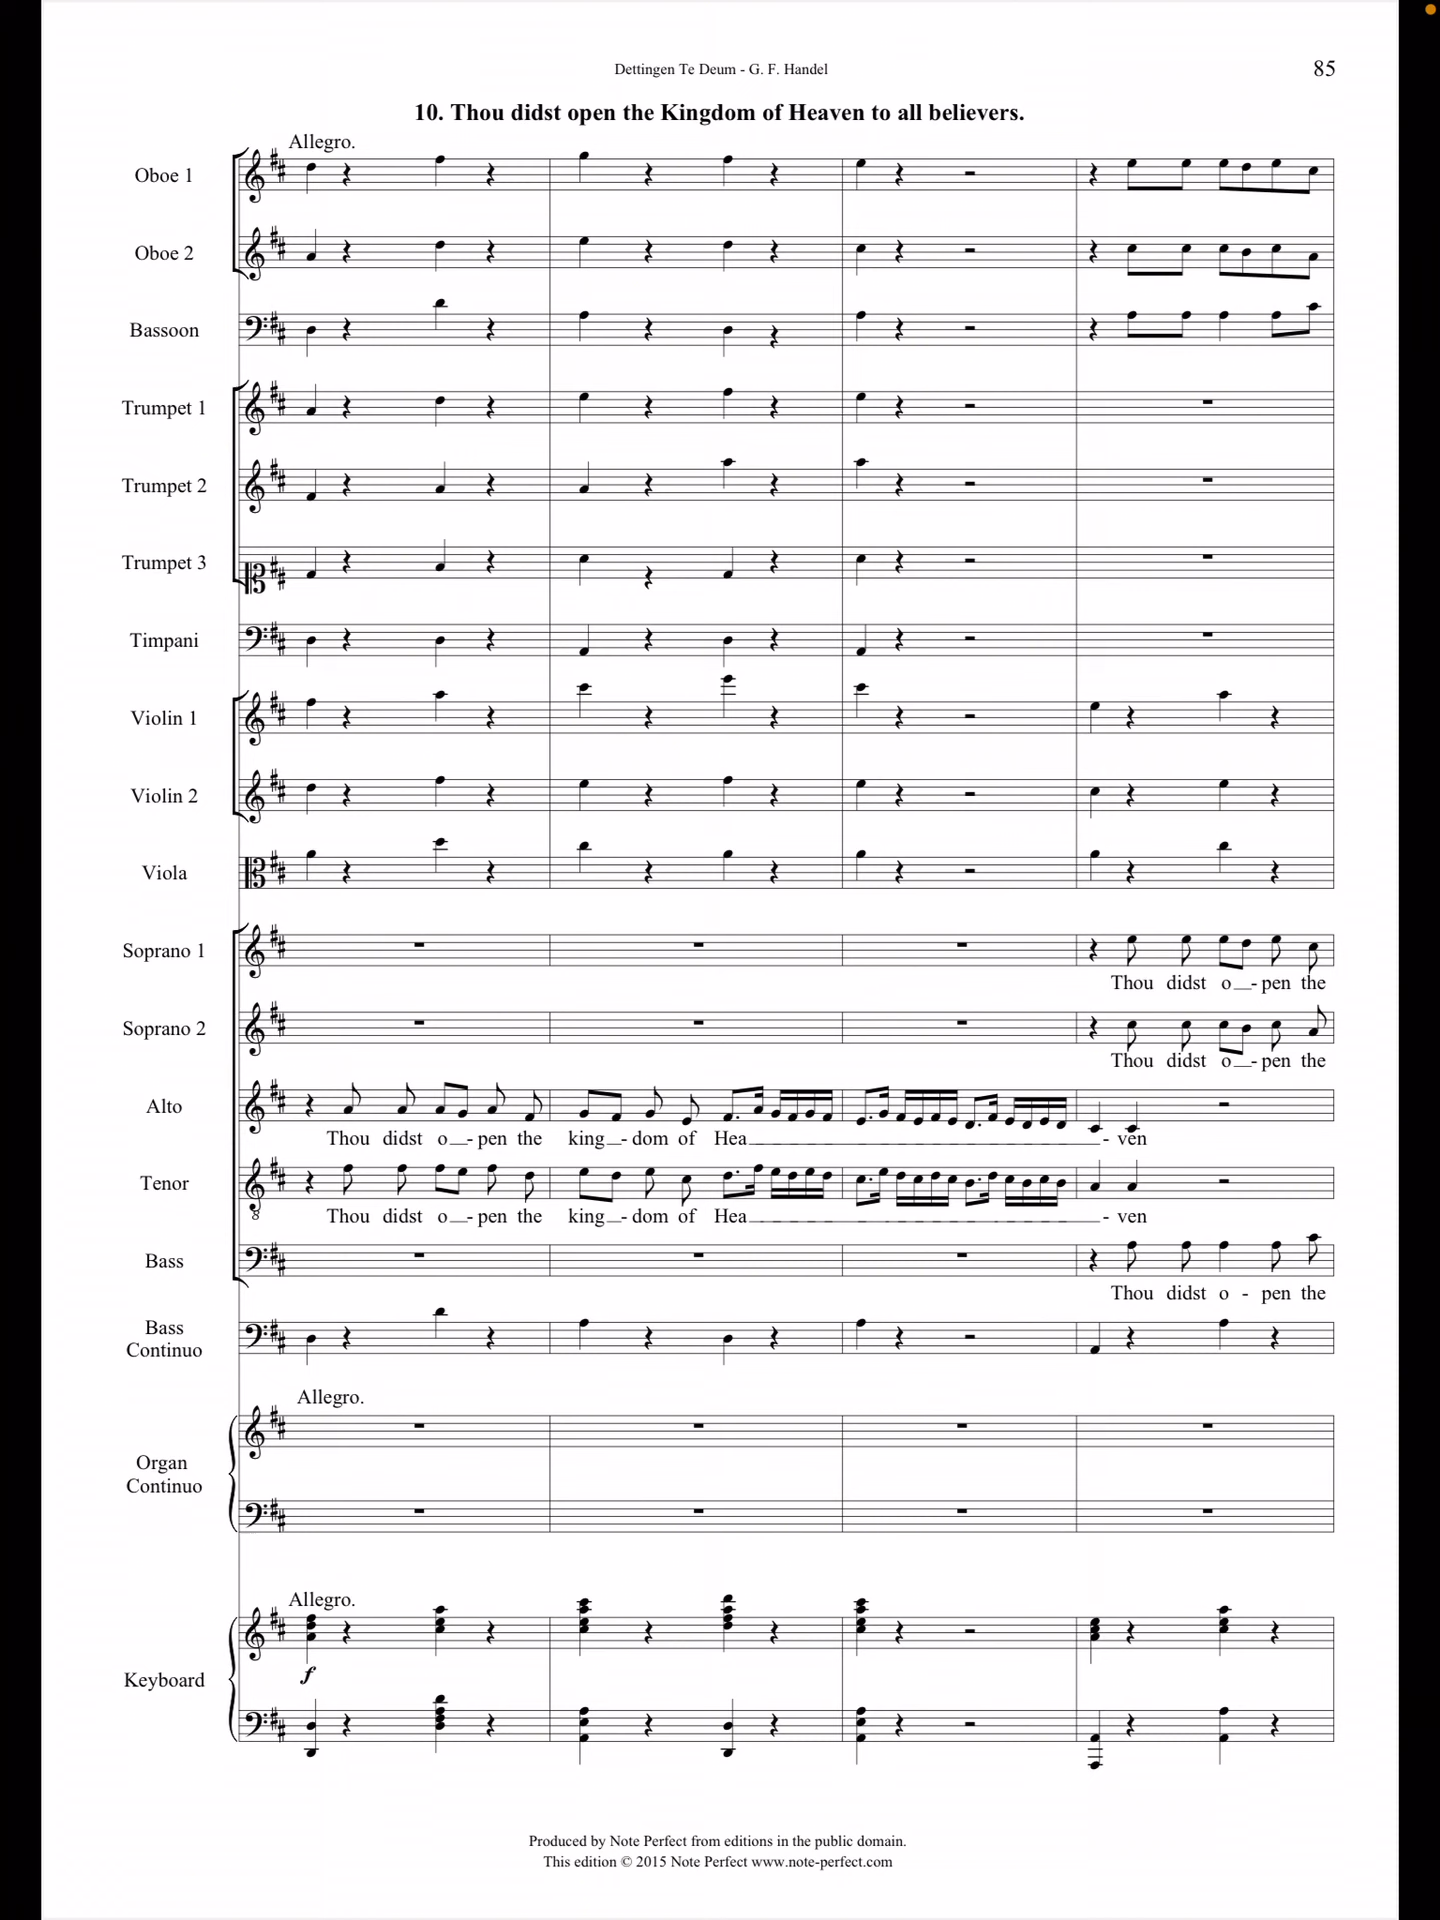 Dettingen Te Deum - G. F. Handel
85
10. Thou didst open the Kingdom of Heaven to all believers.
Allegro.
Oboe 1
Oboe 2
Bassoon
Trumpet 1
Trumpet 2
Trumpet 3
Timpani
Violin 1
Violin 2
Viola
Soprano 1
Thou didst o - pen the
Soprano 2
Thou didst o - pen the
Alto
Thou didst o - pen the king - dom of Hea - ven
Tenor
8
Thou didst o - pen the king - dom of Hea - ven
Bass
Thou didst o - pen the
Bass
Continuo
Allegro.
Organ
Continuo
Allegro.
f
Keyboard
Produced by Note Perfect from editions in the public domain.
This edition © 2015 Note Perfect www.note-perfect.com